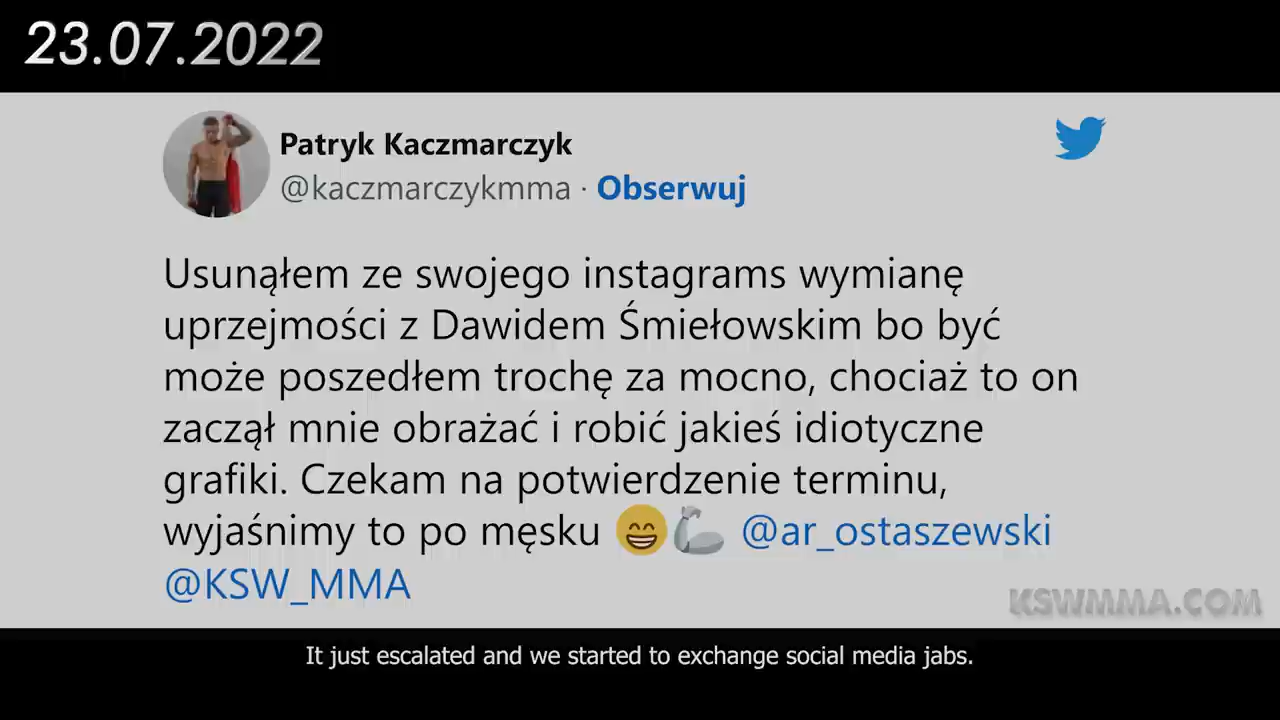 23.07.2022
Patryk Kaczmarczyk
@kaczmarczykmma · Obserwuj
Usunąłem ze swojego instagrams wymianę
uprzejmości z Dawidem Śmiełowskim bo być
może poszedłem trochę za mocno, chociaż to on
zaczął mnie obrażać i robić jakieś idiotyczne
grafiki. Czekam na potwierdzenie terminu,
wyjaśnimy to po męsku 😁🦾 @ar_ostaszewski
@KSW_MMA
KSWMMA.COM
It just escalated and we started to exchange social media jabs.